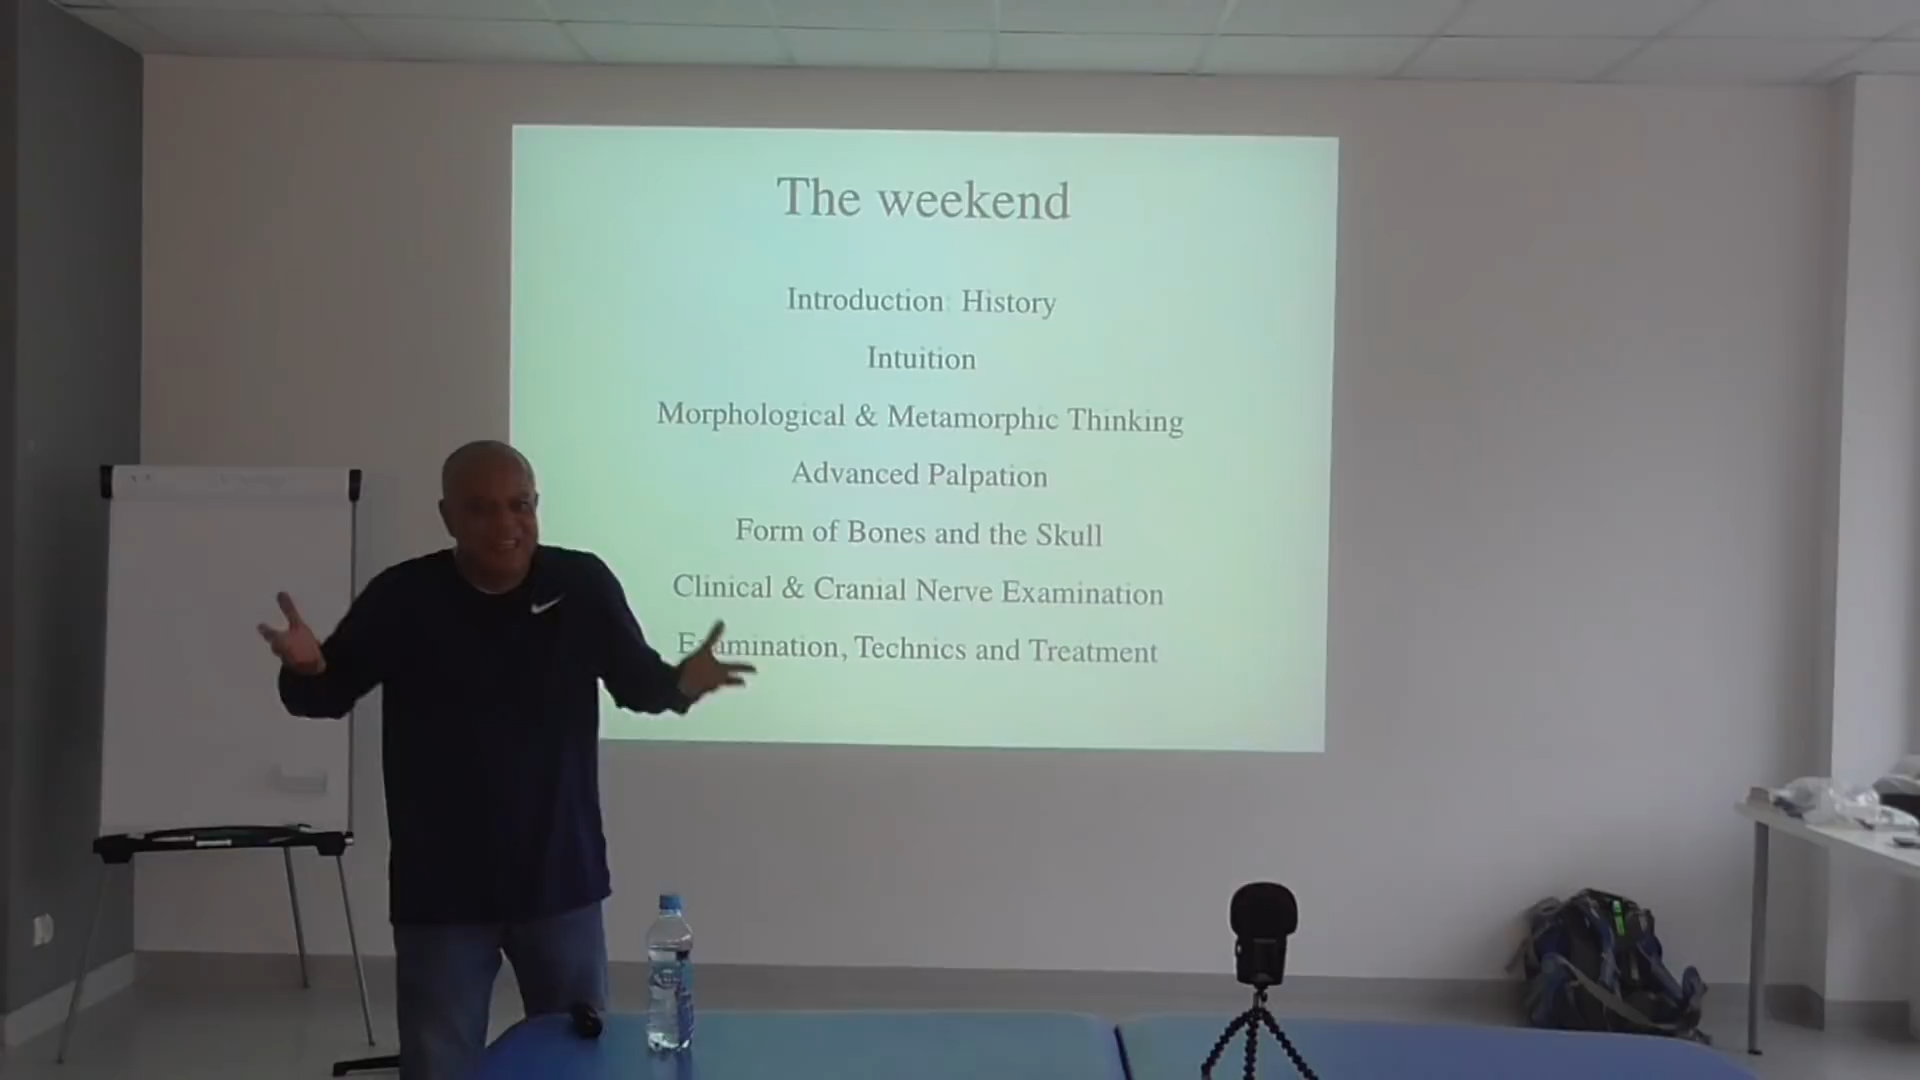 The weekend
Introduction History
Intuition
Morphological & Metamorphic Thinking
Advanced Palpation
Form of Bones and the Skull
Clinical & Cranial Nerve Examination
Examination, Technics and Treatment